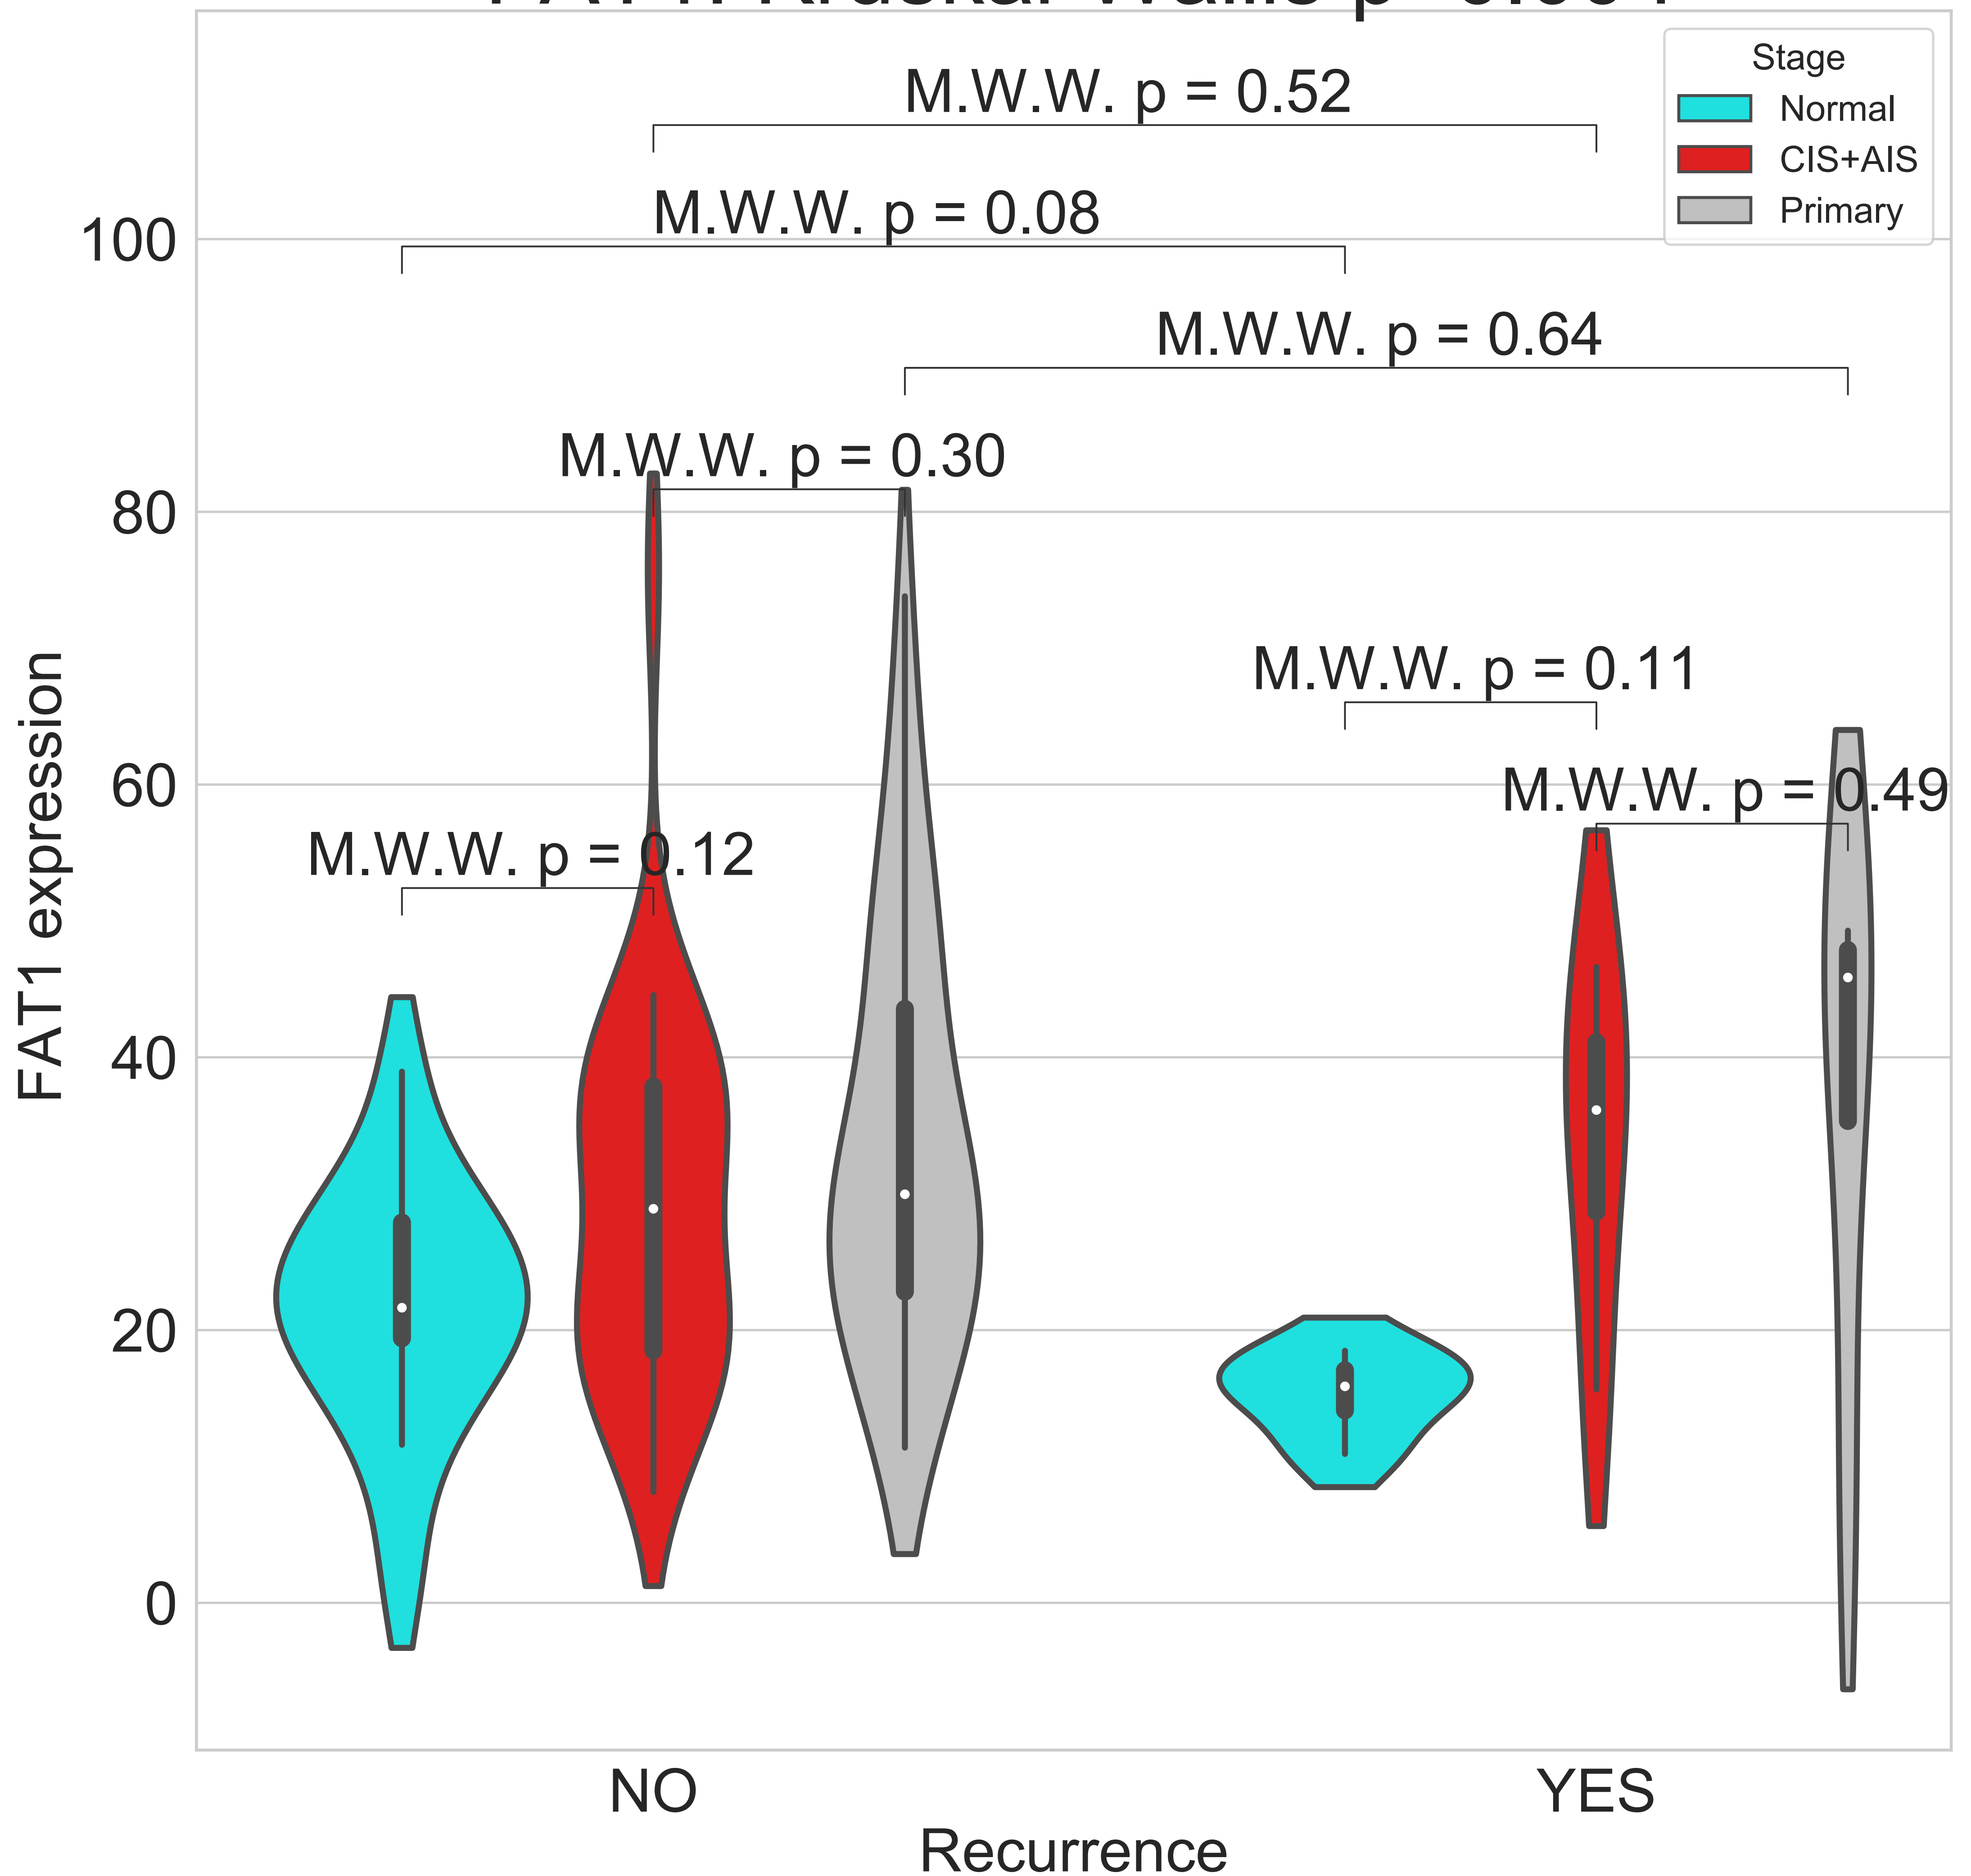 Stage
Normal
CIS+AIS
Primary
M.W.W. p = 0.52
M.W.W. p = 0.08
M.W.W. p = 0.64
M.W.W. p = 0.30
M.W.W. p = 0.11
M.W.W. p = 0.49
M.W.W. p = 0.12
100
80
60
40
20
0
FAT1 expression
NO
YES
Recurrence